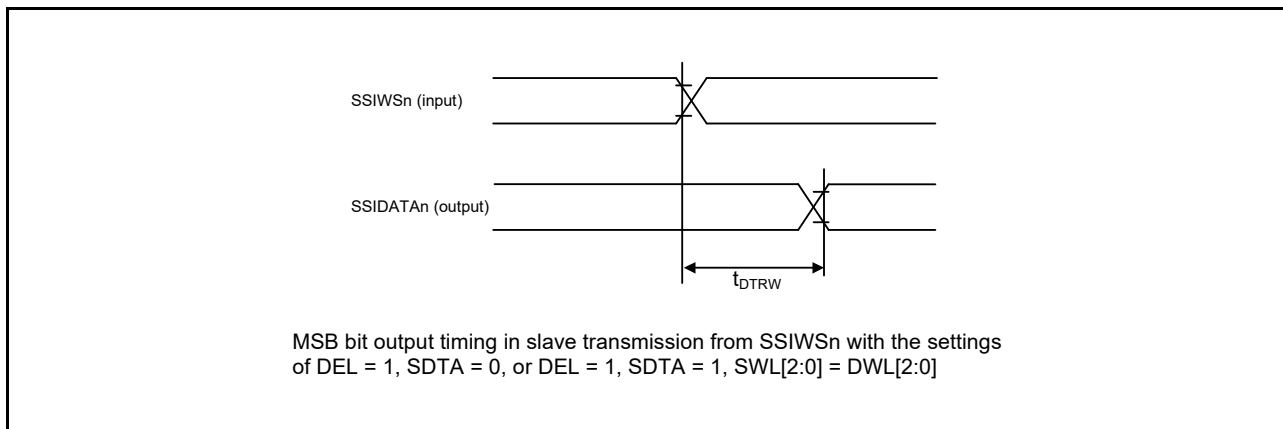 SSIWSn (input)
SSIDATAn (output)
tDTRW
MSB bit output timing in slave transmission from SSIWSn with the settings
of DEL = 1, SDTA = 0, or DEL = 1, SDTA = 1, SWL[2:0] = DWL[2:0]